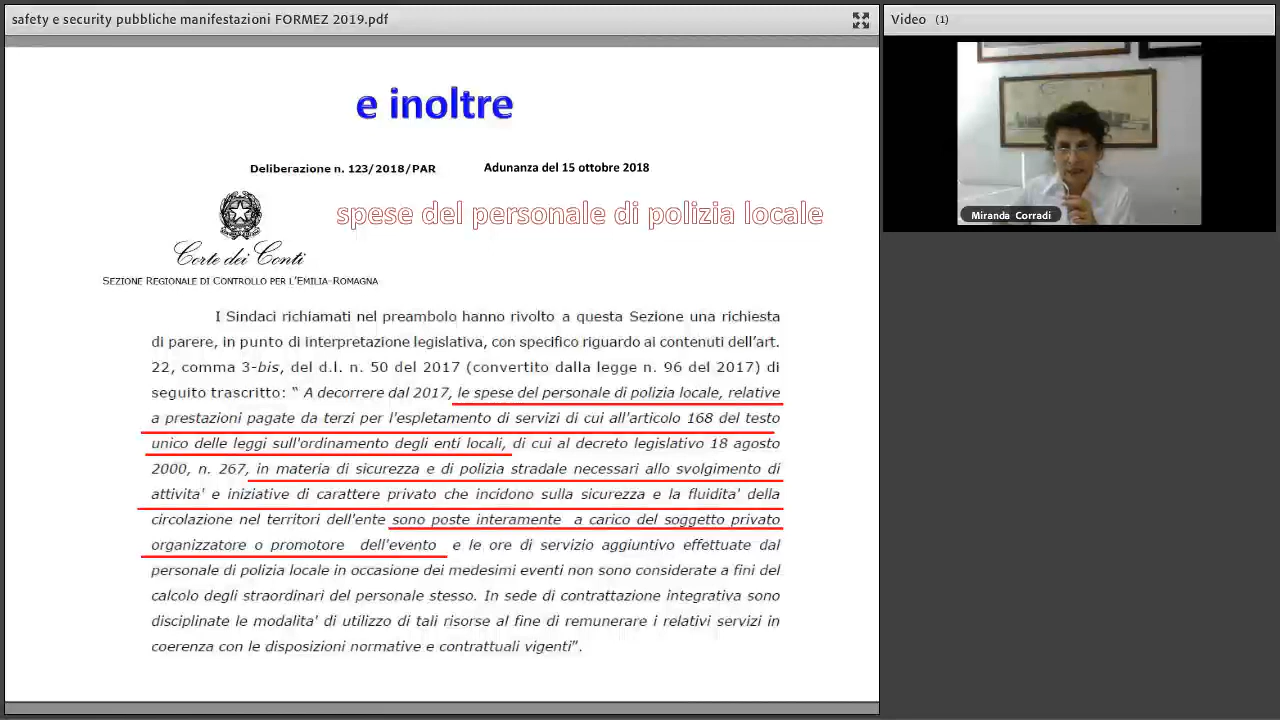 safety e security pubbliche manifestazioni FORMEZ 2019.pdf
Video (1)
Miranda Corradi
e inoltre
Deliberazione n. 123/2018/PAR Adunanza del 15 ottobre 2018
spese del personale di polizia locale
Corte dei Conti
SEZIONE REGIONALE DI CONTROLLO PER L'EMILIA-ROMAGNA
I Sindaci richiamati nel preambolo hanno rivolto a questa Sezione una richiesta
di parere, in punto di interpretazione legislativa, con specifico riguardo ai contenuti dell'art.
22, comma 3-bis, del d.l. n. 50 del 2017 (convertito dalla legge n. 96 del 2017) di
seguito trascritto: " A decorrere dal 2017, le spese del personale di polizia locale, relative
a prestazioni pagate da terzi per l'espletamento di servizi di cui all'articolo 168 del testo
unico delle leggi sull'ordinamento degli enti locali, di cui al decreto legislativo 18 agosto
2000, n. 267, in materia di sicurezza e di polizia stradale necessari allo svolgimento di
attivita' e iniziative di carattere privato che incidono sulla sicurezza e la fluidita' della
circolazione nel territori dell'ente sono poste interamente a carico del soggetto privato
organizzatore o promotore dell'evento e le ore di servizio aggiuntivo effettuate dal
personale di polizia locale in occasione dei medesimi eventi non sono considerate a fini del
calcolo degli straordinari del personale stesso. In sede di contrattazione integrativa sono
disciplinate le modalita' di utilizzo di tali risorse al fine di remunerare i relativi servizi in
coerenza con le disposizioni normative e contrattuali vigenti".